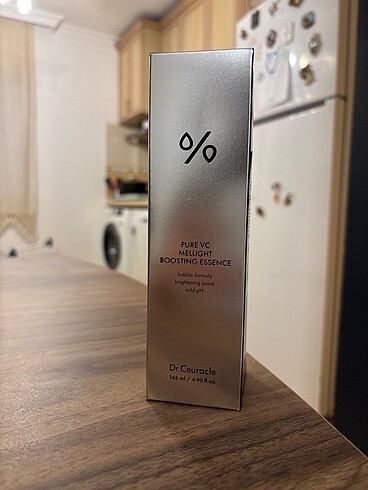 %
PURE VC
MELLIGHT
BOOSTING ESSENCE
bubble formula
brightening boost
mild pH
Dr.Ceuracle
145 ml / 4.90 fl oz.